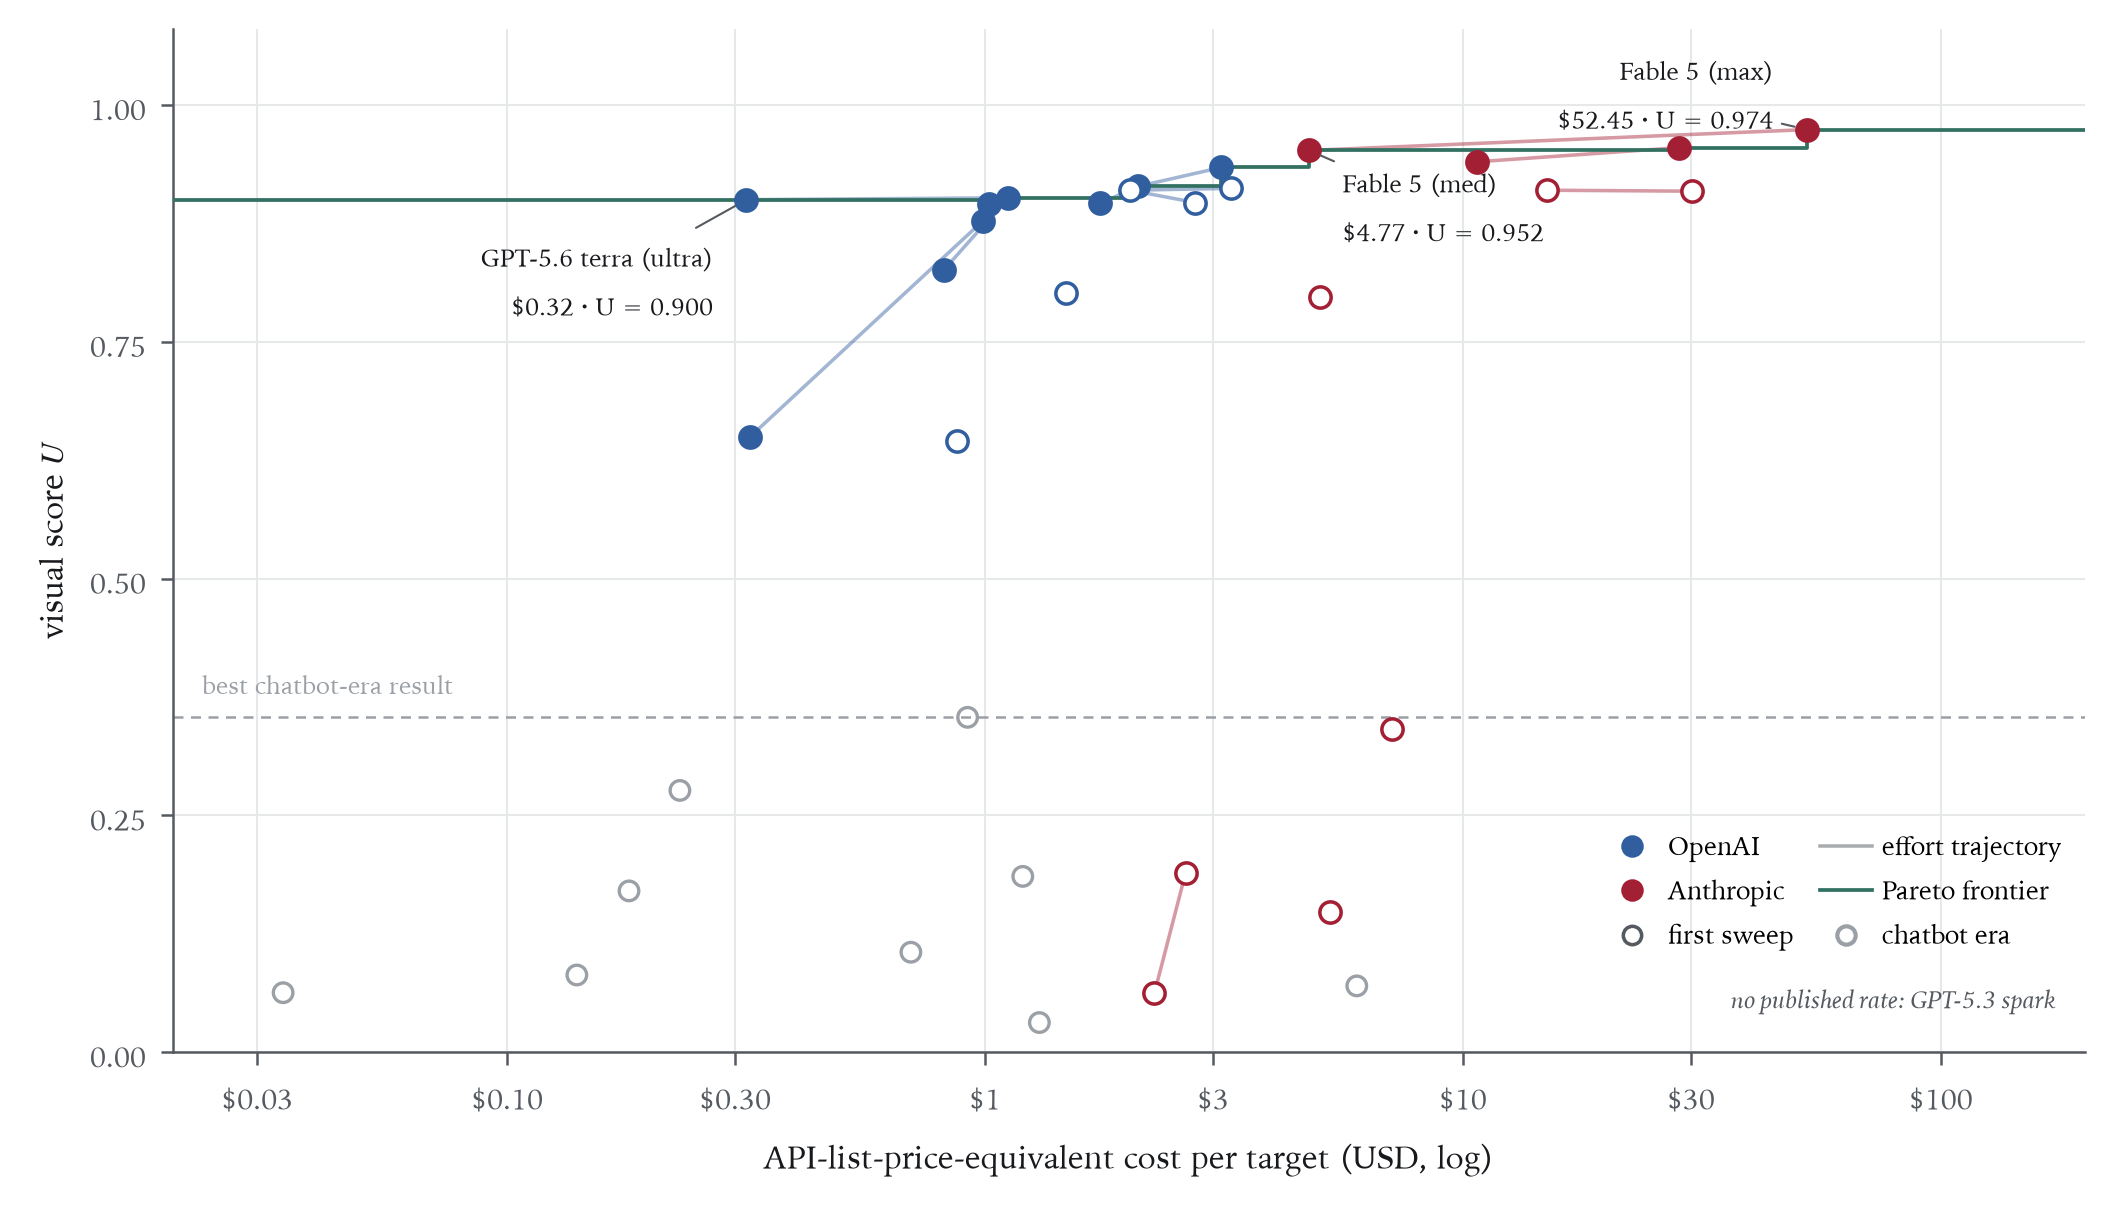 Fable 5 (max)
$52.45 · U = 0.974
1.00
Fable 5 (med)
$4.77 · U = 0.952
GPT-5.6 terra (ultra)
$0.32 · U = 0.900
0.75
visual score U
0.50
best chatbot-era result
0.25
OpenAI
effort trajectory
Anthropic
Pareto frontier
first sweep
chatbot era
no published rate: GPT-5.3 spark
0.00
$0.03 $0.10 $0.30 $1 $3 $10 $30 $100
API-list-price-equivalent cost per target (USD, log)